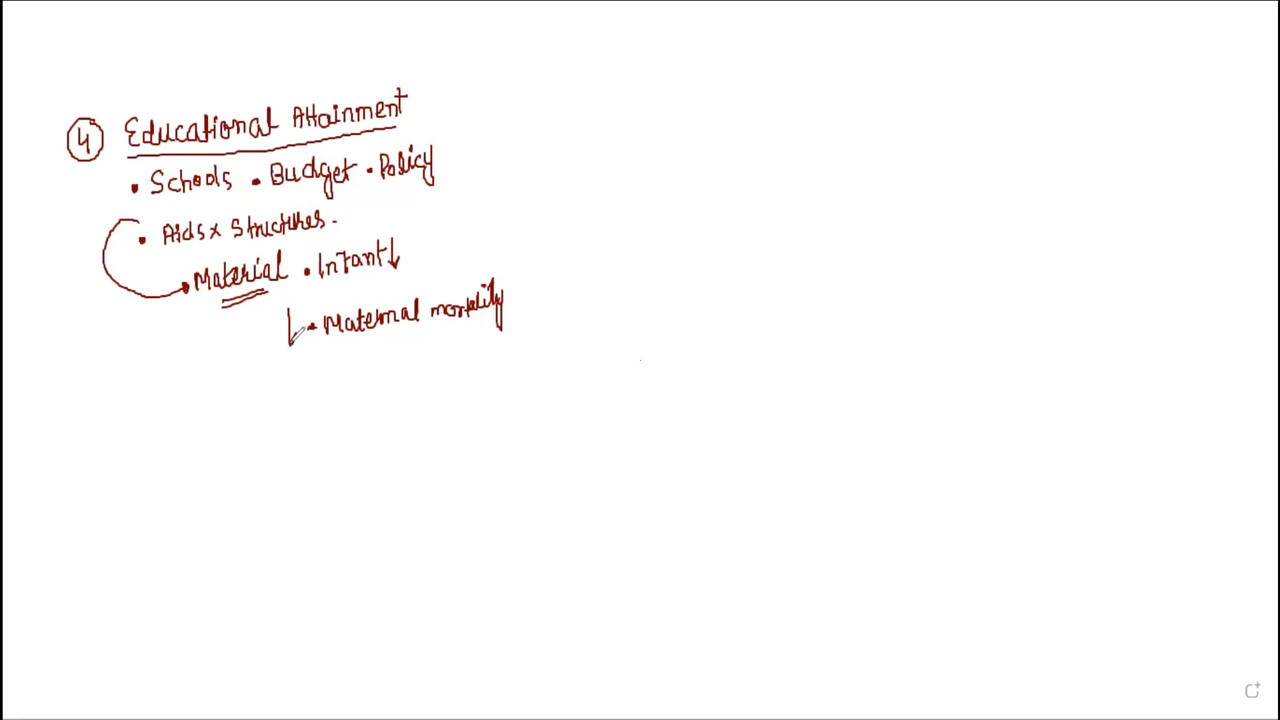 ④ Educational Attainment
• Schools • Budget • Policy
• Aids x Structures.
• Material • Infant ↓
↓ • Maternal mortality